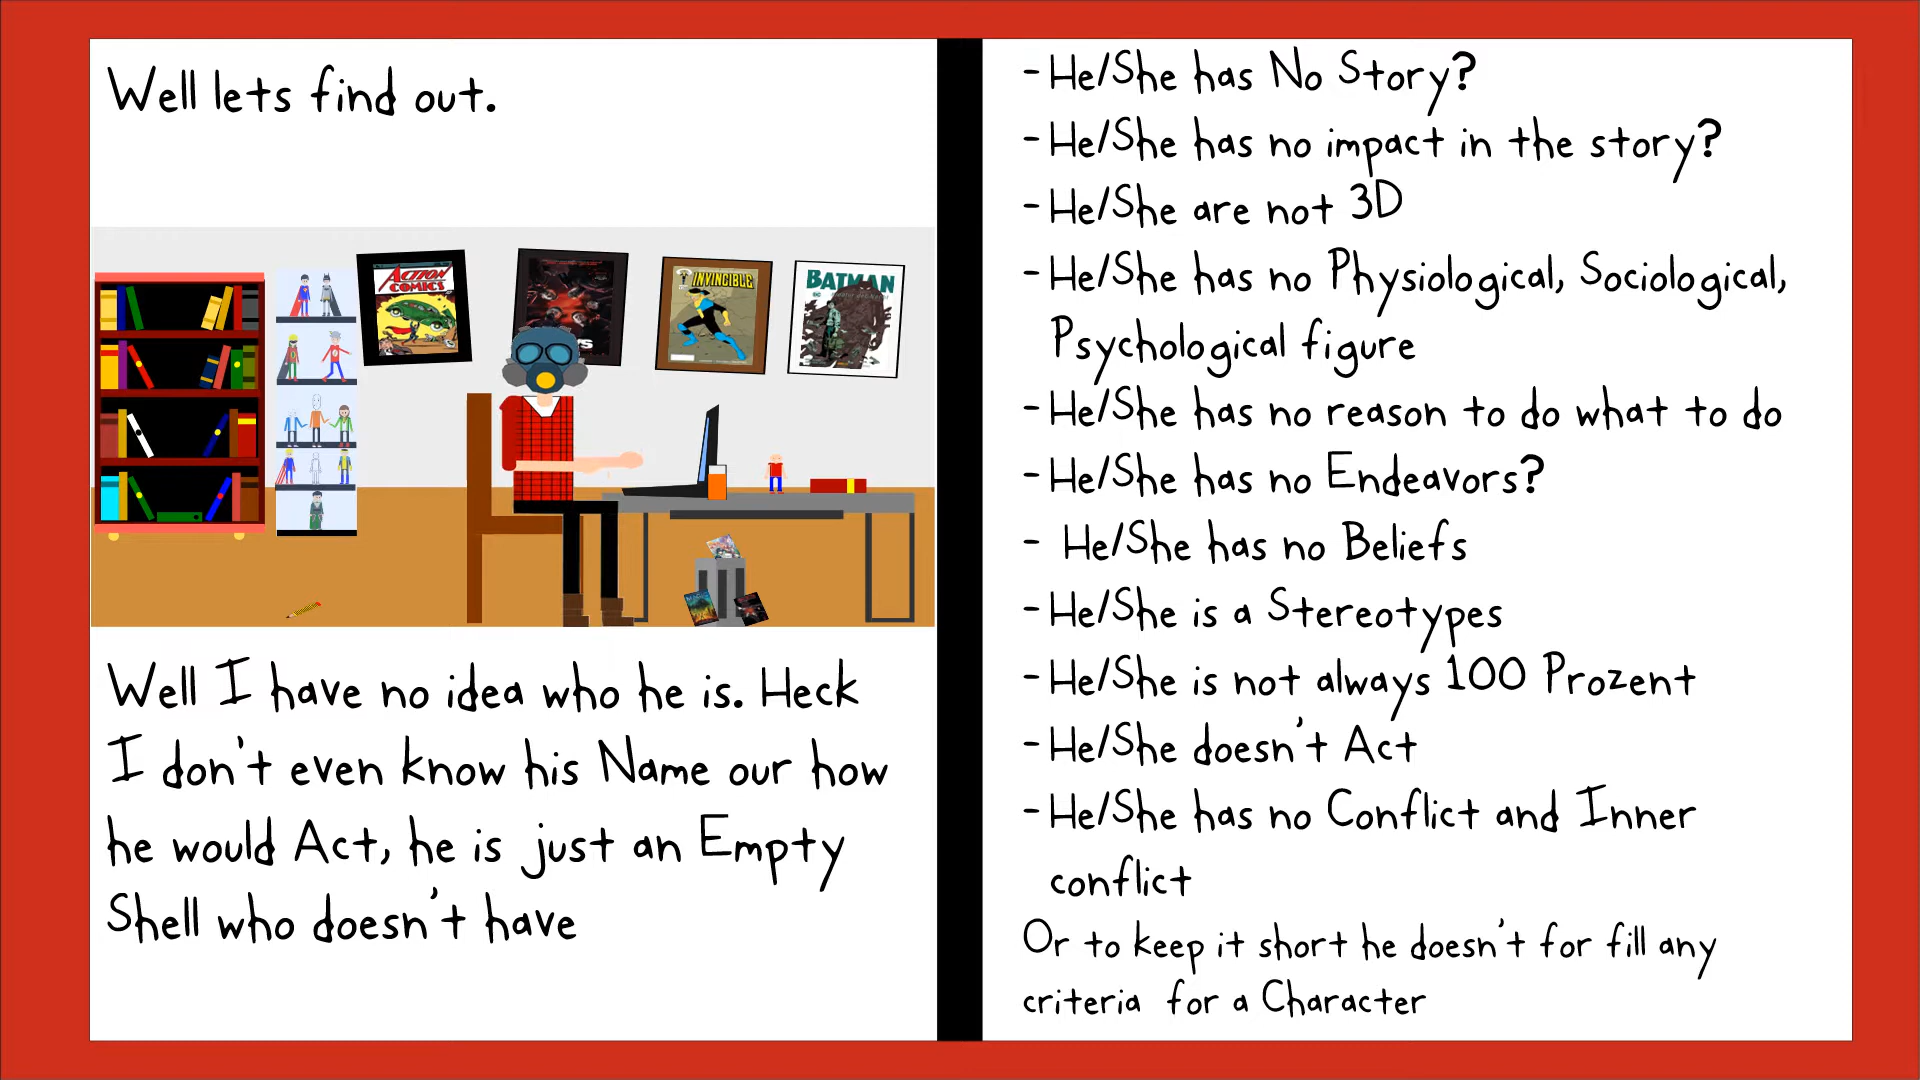 Well lets find out.
ACTION
COMICS
INVINCIBLE
BATMAN
Well I have no idea who he is. Heck
I don't even know his Name our how
he would Act, he is just an Empty
Shell who doesn't have
- He/She has No Story?
- He/She has no impact in the story?
- He/She are not 3D
- He/She has no Physiological, Sociological,
Psychological figure
- He/She has no reason to do what to do
- He/She has no Endeavors?
- He/She has no Beliefs
- He/She is a Stereotypes
- He/She is not always 100 Prozent
- He/She doesn't Act
- He/She has no Conflict and Inner
conflict
Or to keep it short he doesn't for fill any
criteria for a Character